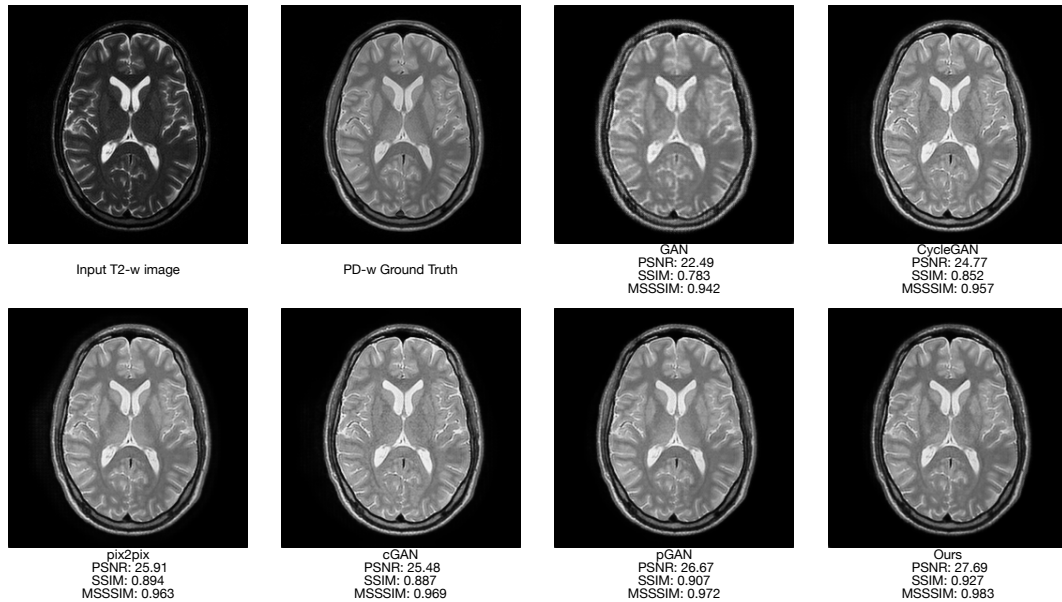 Input T2-w image
PD-w Ground Truth
GAN
PSNR: 22.49
SSIM: 0.783
MSSSIM: 0.942
CycleGAN
PSNR: 24.77
SSIM: 0.852
MSSSIM: 0.957
pix2pix
PSNR: 25.91
SSIM: 0.894
MSSSIM: 0.963
cGAN
PSNR: 25.48
SSIM: 0.887
MSSSIM: 0.969
pGAN
PSNR: 26.67
SSIM: 0.907
MSSSIM: 0.972
Ours
PSNR: 27.69
SSIM: 0.927
MSSSIM: 0.983